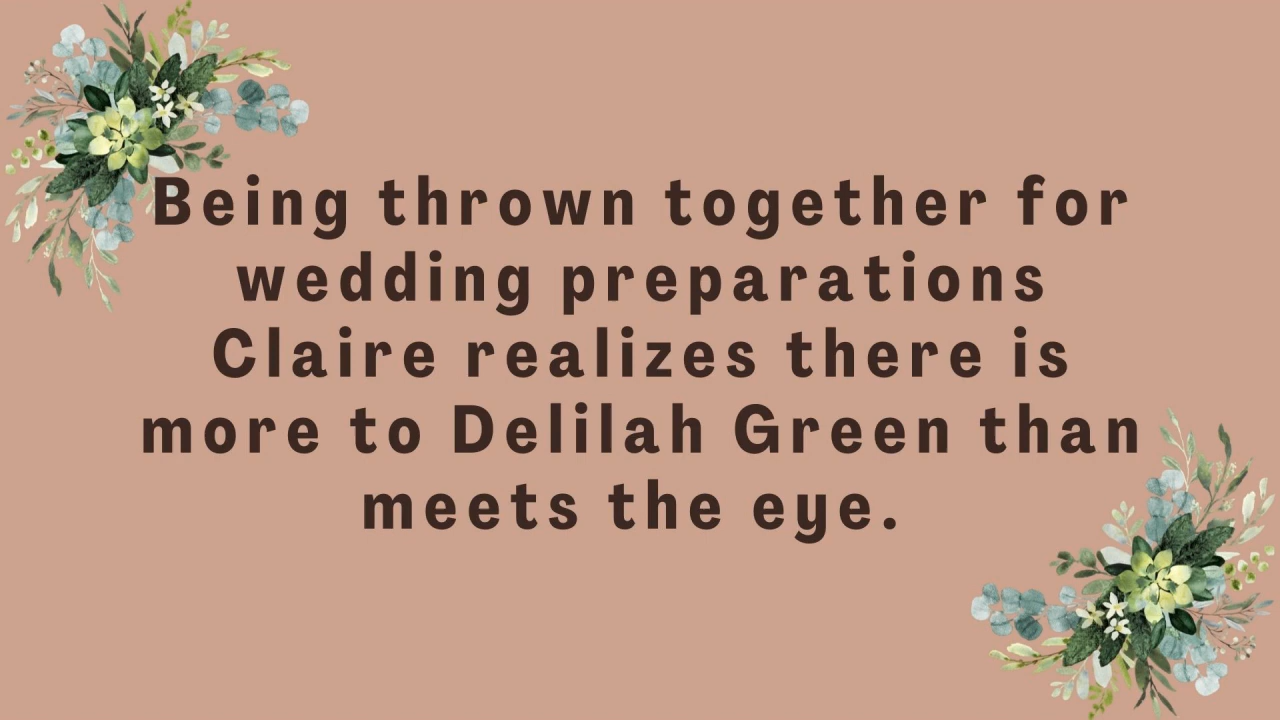 Being thrown together for
wedding preparations
Claire realizes there is
more to Delilah Green than
meets the eye.